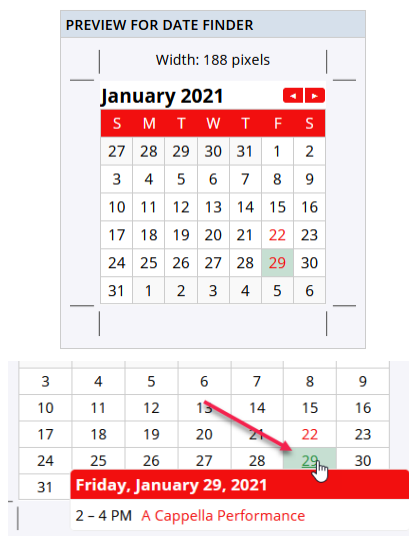 PREVIEW FOR DATE FINDER
Width: 188 pixels
January 2021
S M T W T F S
27 28 29 30 31 1 2
3 4 5 6 7 8 9
10 11 12 13 14 15 16
17 18 19 20 21 22 23
24 25 26 27 28 29 30
31 1 2 3 4 5 6
3 4 5 6 7 8 9
10 11 12 13 14 15 16
17 18 19 20 21 22 23
24 25 26 27 28 29 30
31 Friday, January 29, 2021
2 – 4 PM A Cappella Performance